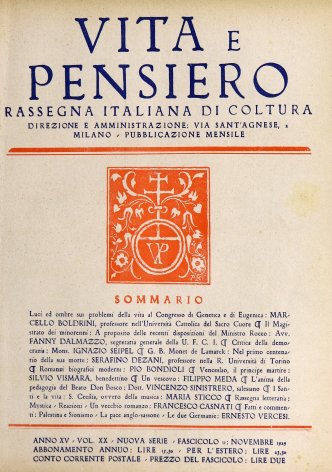 VITA E
PENSIERO
RASSEGNA ITALIANA DI COLTURA
DIREZIONE E AMMINISTRAZIONE: VIA SANT'AGNESE, 2
MILANO - PUBBLICAZIONE MENSILE
VP
SOMMARIO
Luci ed ombre sui problemi della vita al Congresso di Genetica e di Eugenica: MAR-
CELLO BOLDRINI, professore nell'Università Cattolica del Sacro Cuore ¶ Il Magi-
strato dei minorenni: A proposito delle recenti disposizioni del Ministro Rocco: Avv.
FANNY DALMAZZO, segretaria generale della U. F. C. I. ¶ Critica della demo-
crazia: Mons. IGNAZIO SEIPEL ¶ G. B. Monet de Lamarck: Nel primo centena-
rio della sua morte: SERAFINO DEZANI, professore nella R. Università di Torino
¶ Romanzi biografici moderni: PIO BONDIOLI ¶ Venceslao, il principe martire:
SILVIO VISMARA, benedettino ¶ Un vescovo: FILIPPO MEDA ¶ L'anima della
pedagogia del Beato Don Bosco: Dott. VINCENZO SINISTRERO, salesiano ¶ I San-
ti e la vita: S. Cecilia, ovvero della musica: MARIA STICCO ¶ Rassegna letteraria:
Mystica - Reazioni - Un vecchio romanzo: FRANCESCO CASNATI ¶ Fatti e commen-
ti: Palestina e Sionismo - La pace anglo-sassone - Le due Germanie: ERNESTO VERCESI.
ANNO XV - VOL. XX - NUOVA SERIE - FASCICOLO 11: NOVEMBRE 1929
ABBONAMENTO ANNUO: LIRE - PER L'ESTERO: LIRE
CONTO CORRENTE POSTALE - PREZZO DEL FASCICOLO: LIRE DUE